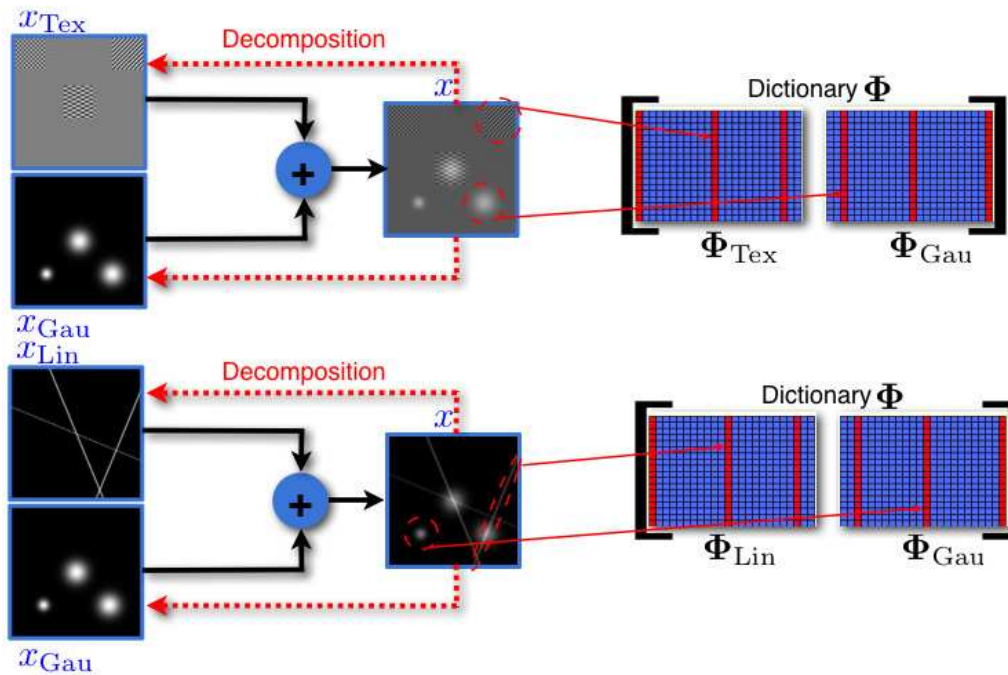 x_Tex
Decomposition
x
Dictionary Φ
+
Φ_Tex
Φ_Gau
x_Gau
x_Lin
Decomposition
x
Dictionary Φ
+
Φ_Lin
Φ_Gau
x_Gau